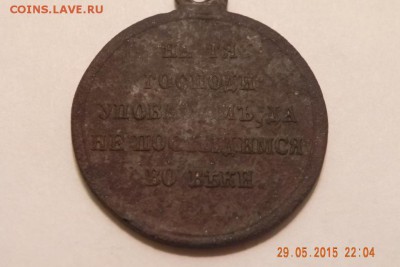 COINS.LAVE.RU
НА ТЯ
ГОСПОДИ
УПОВАХОМЪ, ДА
НЕ ПОСТЫДИМСЯ
ВО ВѢКИ
29.05.2015 22:04